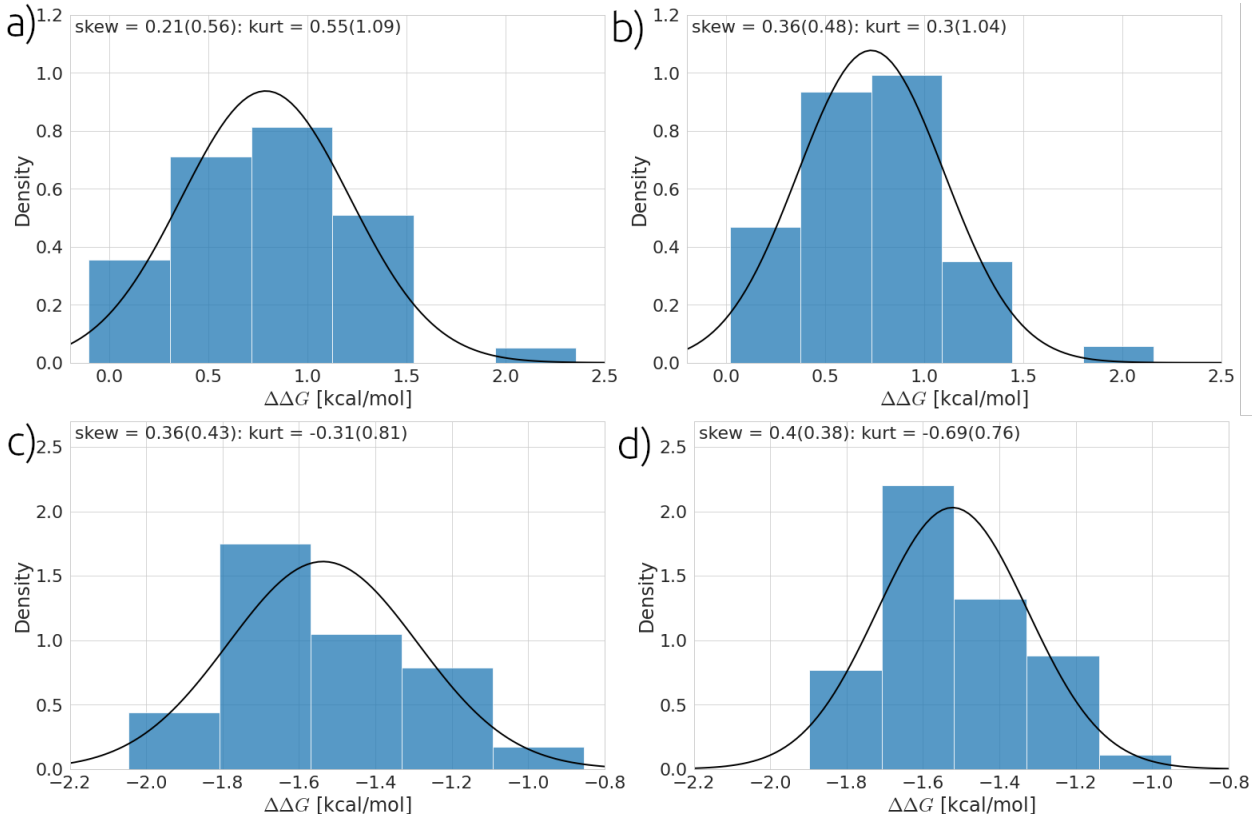 a)
skew = 0.21(0.56): kurt = 0.55(1.09)
1.2
1.0
0.8
0.6
0.4
0.2
0.0
Density
0.0 0.5 1.0 1.5 2.0 2.5
ΔΔG [kcal/mol]
b)
skew = 0.36(0.48): kurt = 0.3(1.04)
1.2
1.0
0.8
0.6
0.4
0.2
0.0
Density
0.0 0.5 1.0 1.5 2.0 2.5
ΔΔG [kcal/mol]
c)
skew = 0.36(0.43): kurt = -0.31(0.81)
2.5
2.0
1.5
1.0
0.5
0.0
Density
−2.2 −2.0 −1.8 −1.6 −1.4 −1.2 −1.0 −0.8
ΔΔG [kcal/mol]
d)
skew = 0.4(0.38): kurt = -0.69(0.76)
2.5
2.0
1.5
1.0
0.5
0.0
Density
−2.2 −2.0 −1.8 −1.6 −1.4 −1.2 −1.0 −0.8
ΔΔG [kcal/mol]